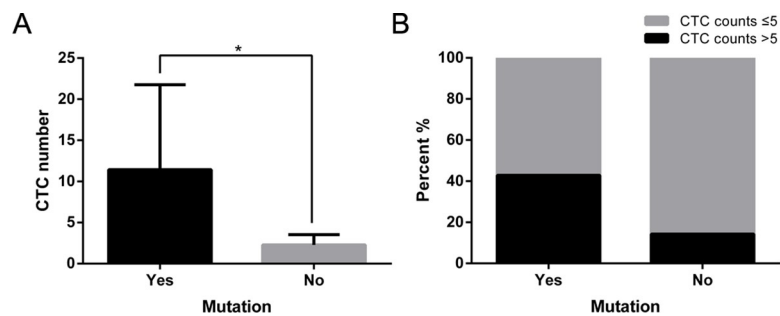 A
CTC number
25
20
15
10
5
0
*
Yes
No
Mutation
B
CTC counts ≤5
CTC counts >5
Percent %
100
80
60
40
20
0
Yes
No
Mutation